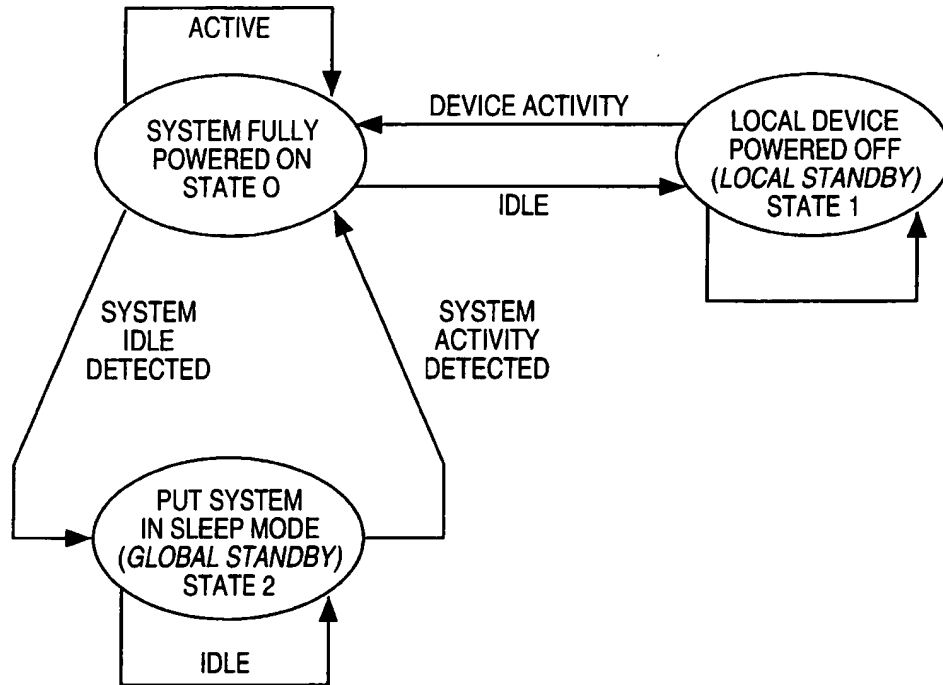 ACTIVE
SYSTEM FULLY
POWERED ON
STATE O
DEVICE ACTIVITY
IDLE
LOCAL DEVICE
POWERED OFF
(LOCAL STANDBY)
STATE 1
SYSTEM
IDLE
DETECTED
SYSTEM
ACTIVITY
DETECTED
PUT SYSTEM
IN SLEEP MODE
(GLOBAL STANDBY)
STATE 2
IDLE